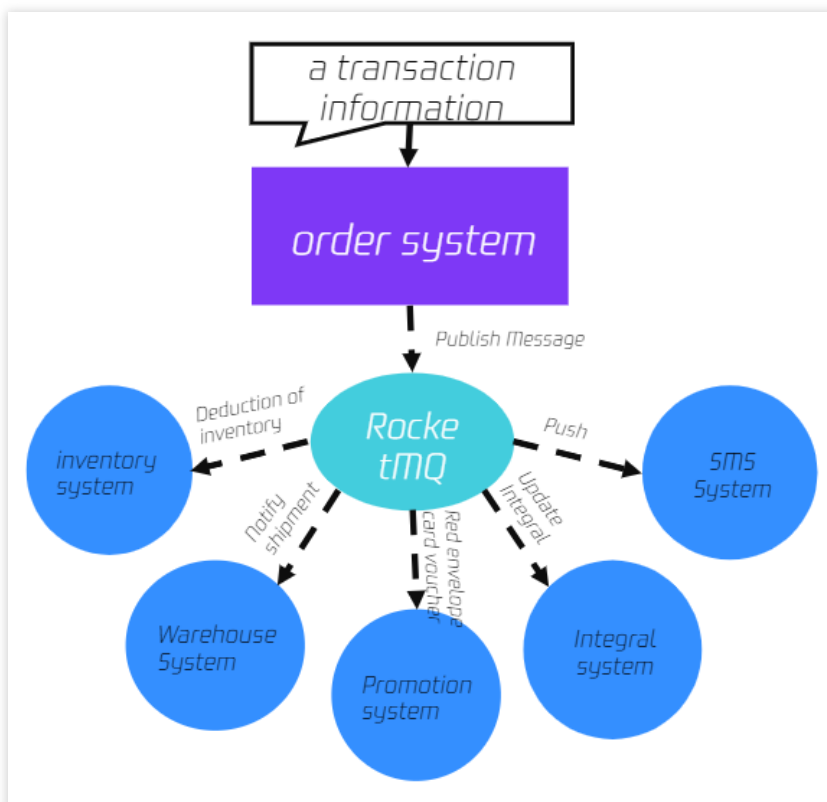 a transaction
information
order system
Publish Message
Rocke
tMQ
Deduction of
inventory
inventory
system
Notify
shipment
Warehouse
System
Red envelope
card voucher
Promotion
system
Update
Integral
Integral
system
Push
SMS
System